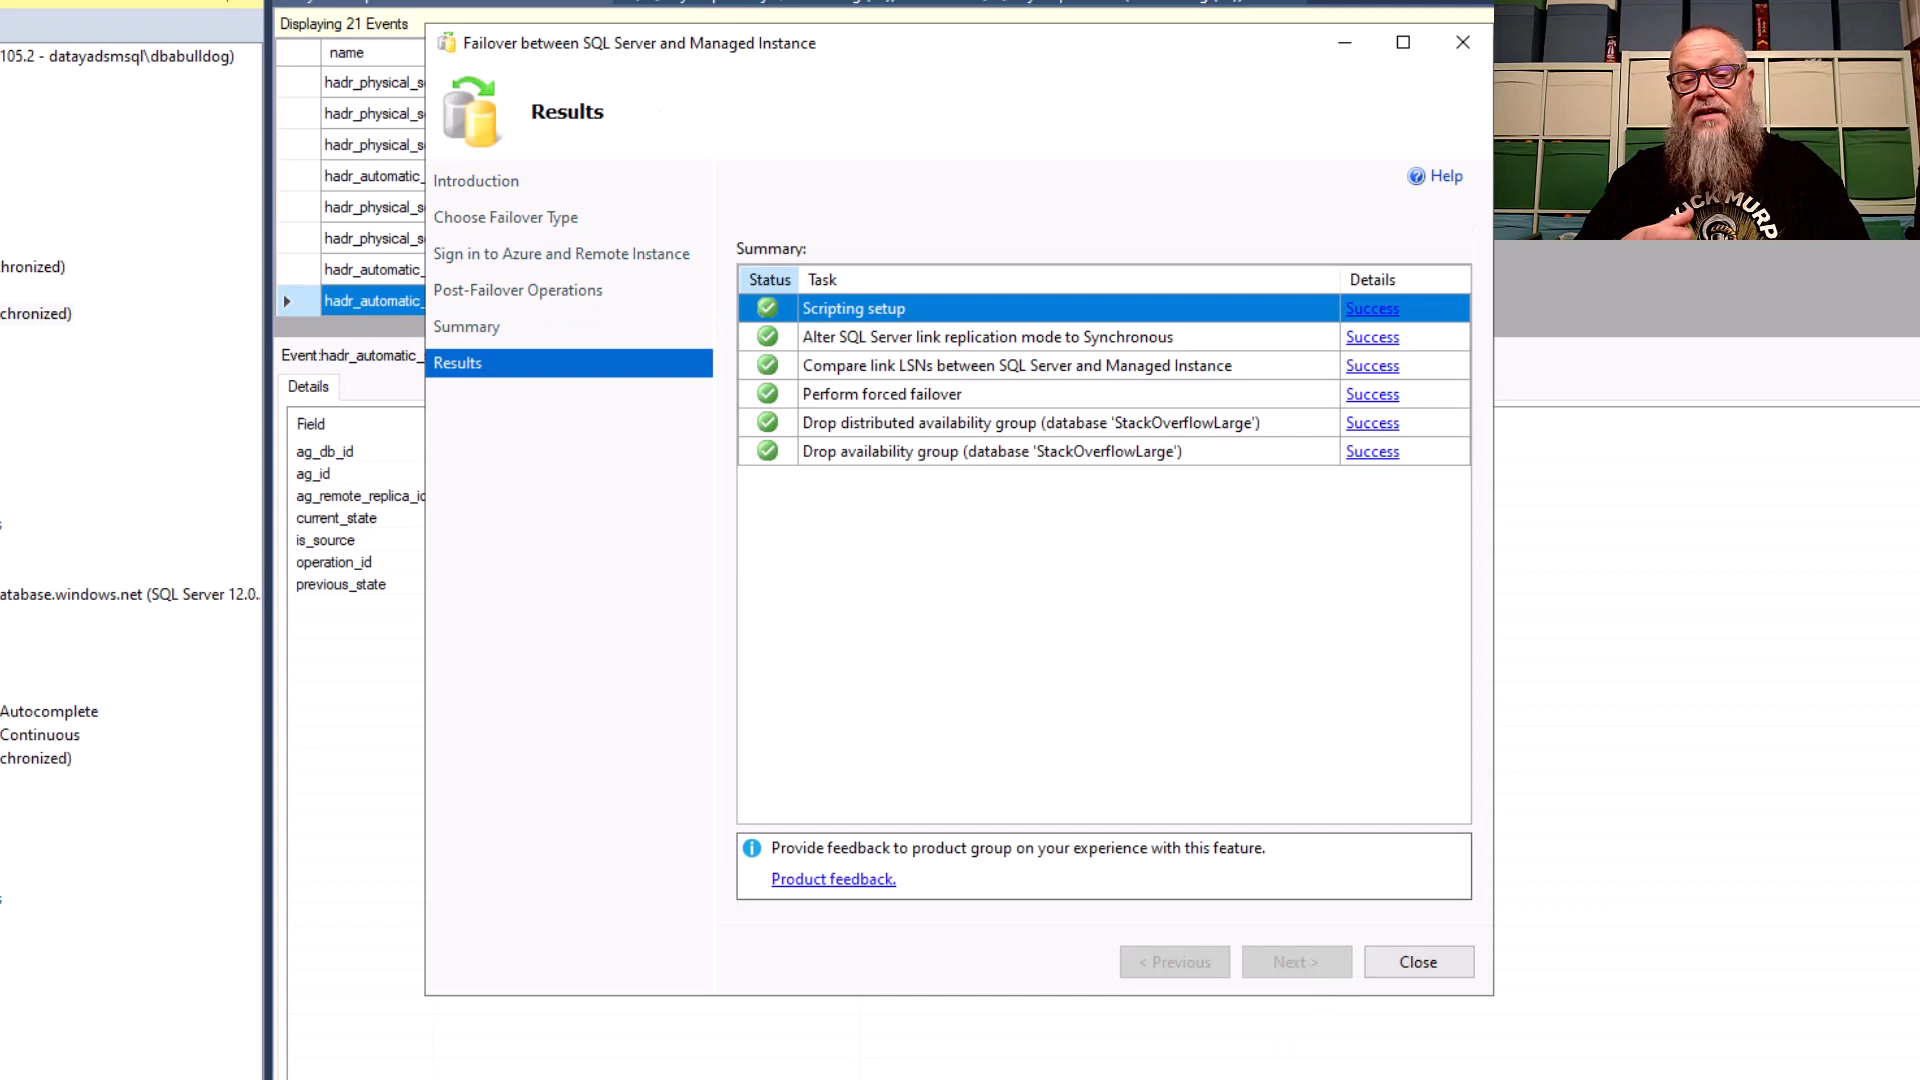 Displaying 21 Events
105.2 - datayadsmsql\dbabulldog)
hronized)
chronized)
atabase.windows.net (SQL Server 12.0..
Autocomplete
Continuous
chronized)
name
hadr_physical_s
hadr_physical_s
hadr_physical_s
hadr_automatic_
hadr_physical_s
hadr_physical_s
hadr_automatic_
hadr_automatic_
Event:hadr_automatic_
Details
Field
ag_db_id
ag_id
ag_remote_replica_id
current_state
is_source
operation_id
previous_state
Failover between SQL Server and Managed Instance
Results
Introduction
Choose Failover Type
Sign in to Azure and Remote Instance
Post-Failover Operations
Summary
Results
Help
Summary:
Status Task Details
Scripting setup Success
Alter SQL Server link replication mode to Synchronous Success
Compare link LSNs between SQL Server and Managed Instance Success
Perform forced failover Success
Drop distributed availability group (database 'StackOverflowLarge') Success
Drop availability group (database 'StackOverflowLarge') Success
Provide feedback to product group on your experience with this feature.
Product feedback.
< Previous Next > Close
UCK MURP